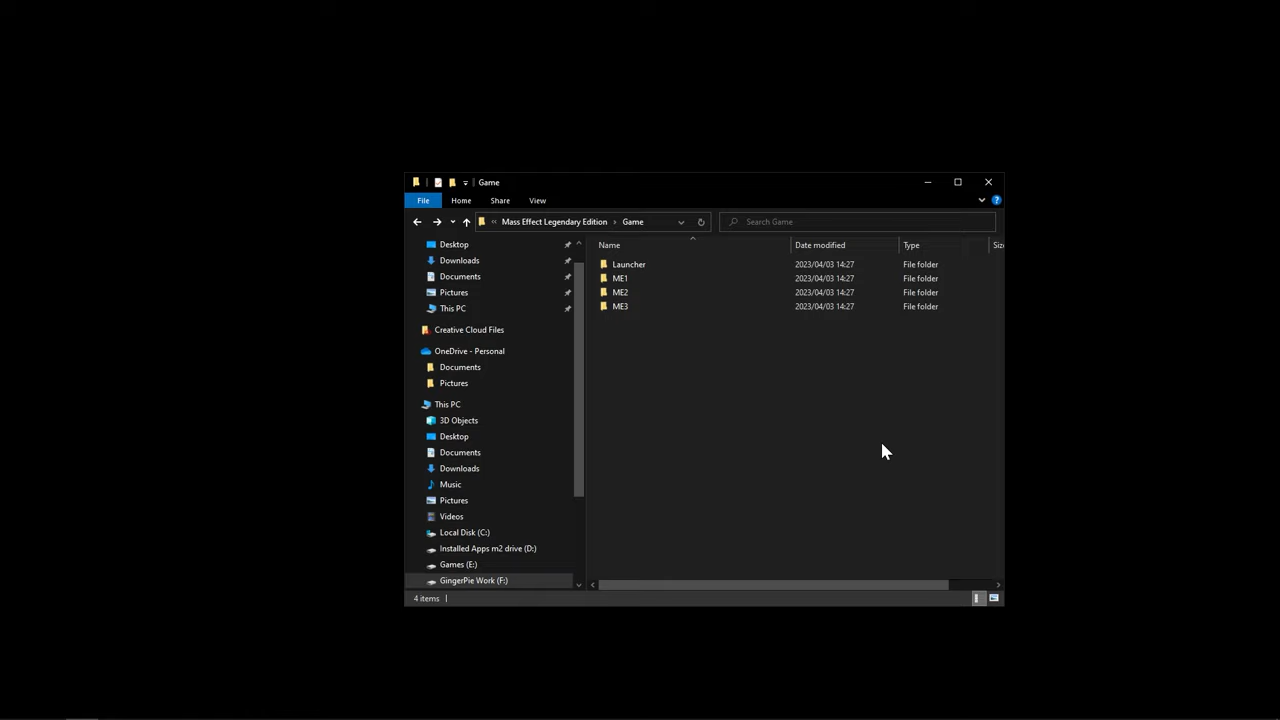 Game
File Home Share View
« Mass Effect Legendary Edition > Game Search Game
Desktop
Downloads
Documents
Pictures
This PC
Creative Cloud Files
OneDrive - Personal
Documents
Pictures
This PC
3D Objects
Desktop
Documents
Downloads
Music
Pictures
Videos
Local Disk (C:)
Installed Apps m2 drive (D:)
Games (E:)
GingerPie Work (F:)
Name Date modified Type Siz
Launcher 2023/04/03 14:27 File folder
ME1 2023/04/03 14:27 File folder
ME2 2023/04/03 14:27 File folder
ME3 2023/04/03 14:27 File folder
4 items